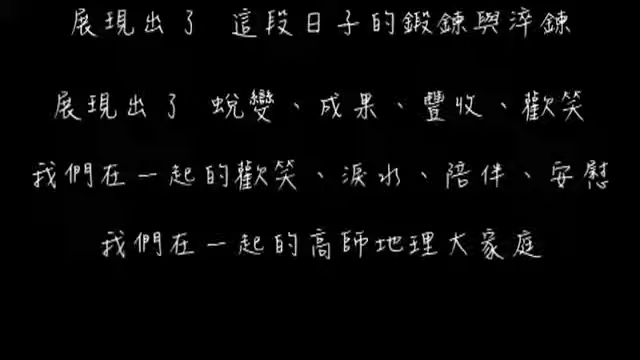 展現出了 這段日子的鍛鍊與淬鍊
展現出了 蛻變、成果、豐收、歡笑
我們在一起的歡笑、淚水、陪伴、安慰
我們在一起的高師地理大家庭